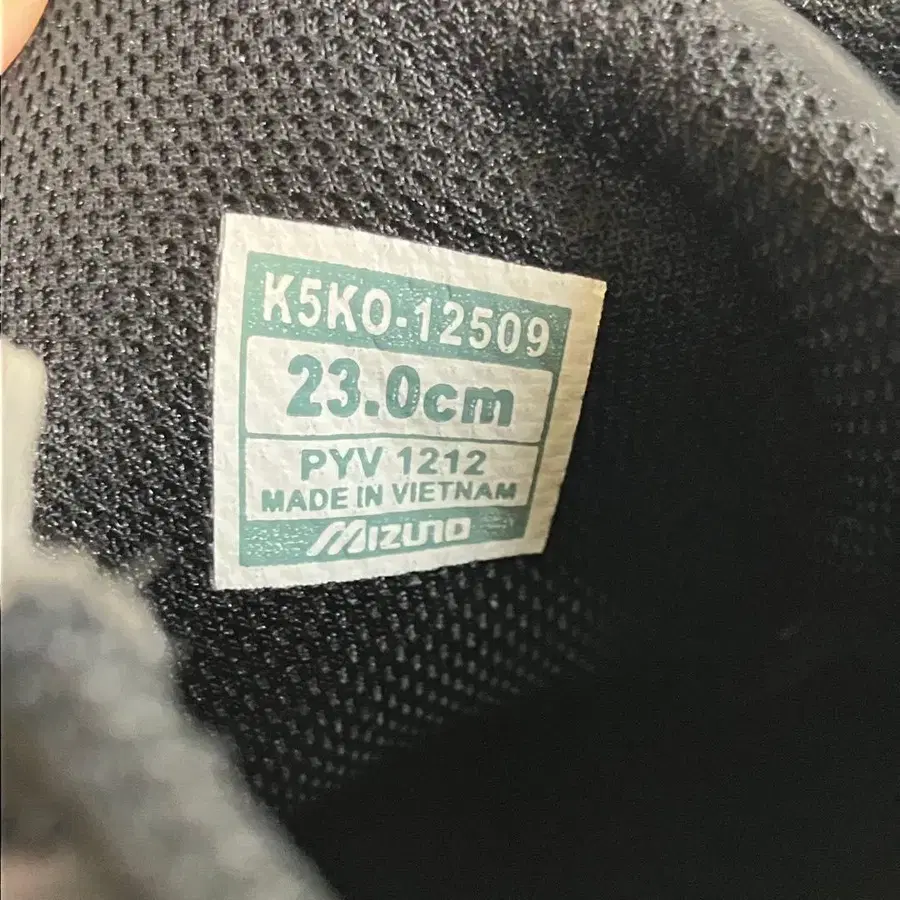 K5KO-12509
23.0cm
PYV 1212
MADE IN VIETNAM
MIZUNO